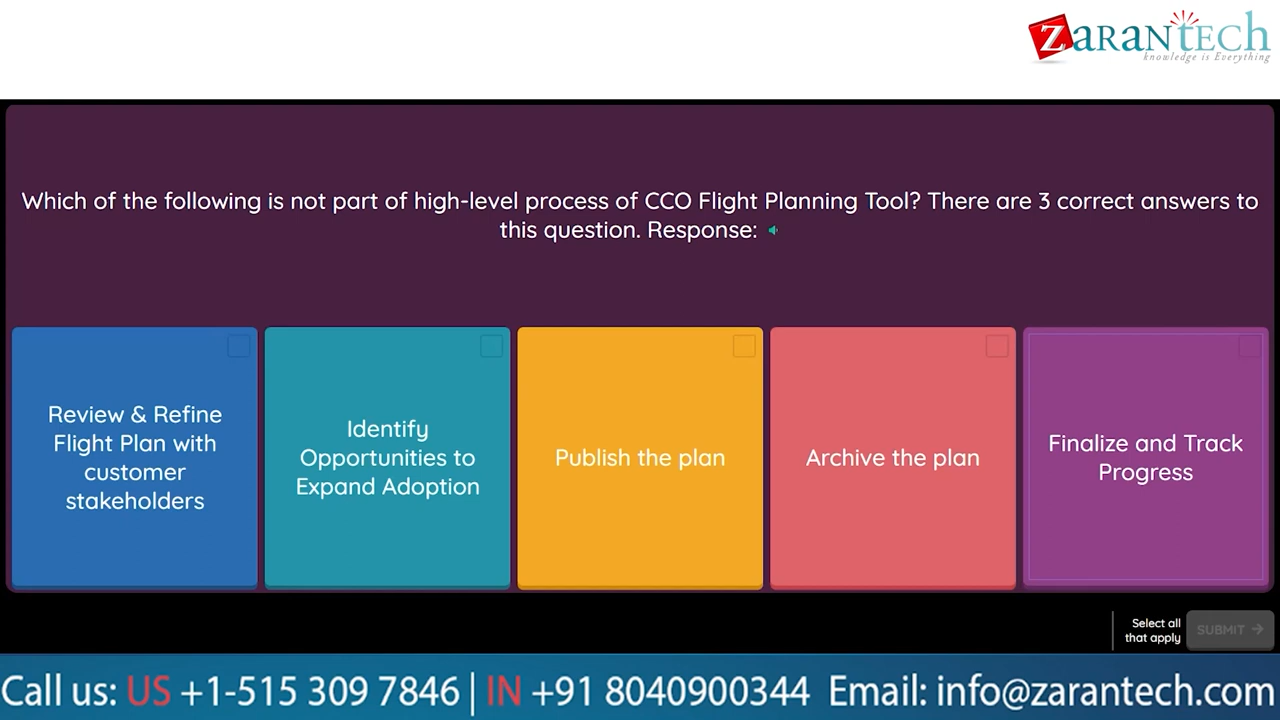 ZARANTECH
knowledge is Everything
Which of the following is not part of high-level process of CCO Flight Planning Tool? There are 3 correct answers to
this question. Response:
Review & Refine
Flight Plan with
customer
stakeholders
Identify
Opportunities to
Expand Adoption
Publish the plan
Archive the plan
Finalize and Track
Progress
Select all
that apply
SUBMIT →
Call us: US +1-515 309 7846 | IN +91 8040900344 Email: info@zarantech.com